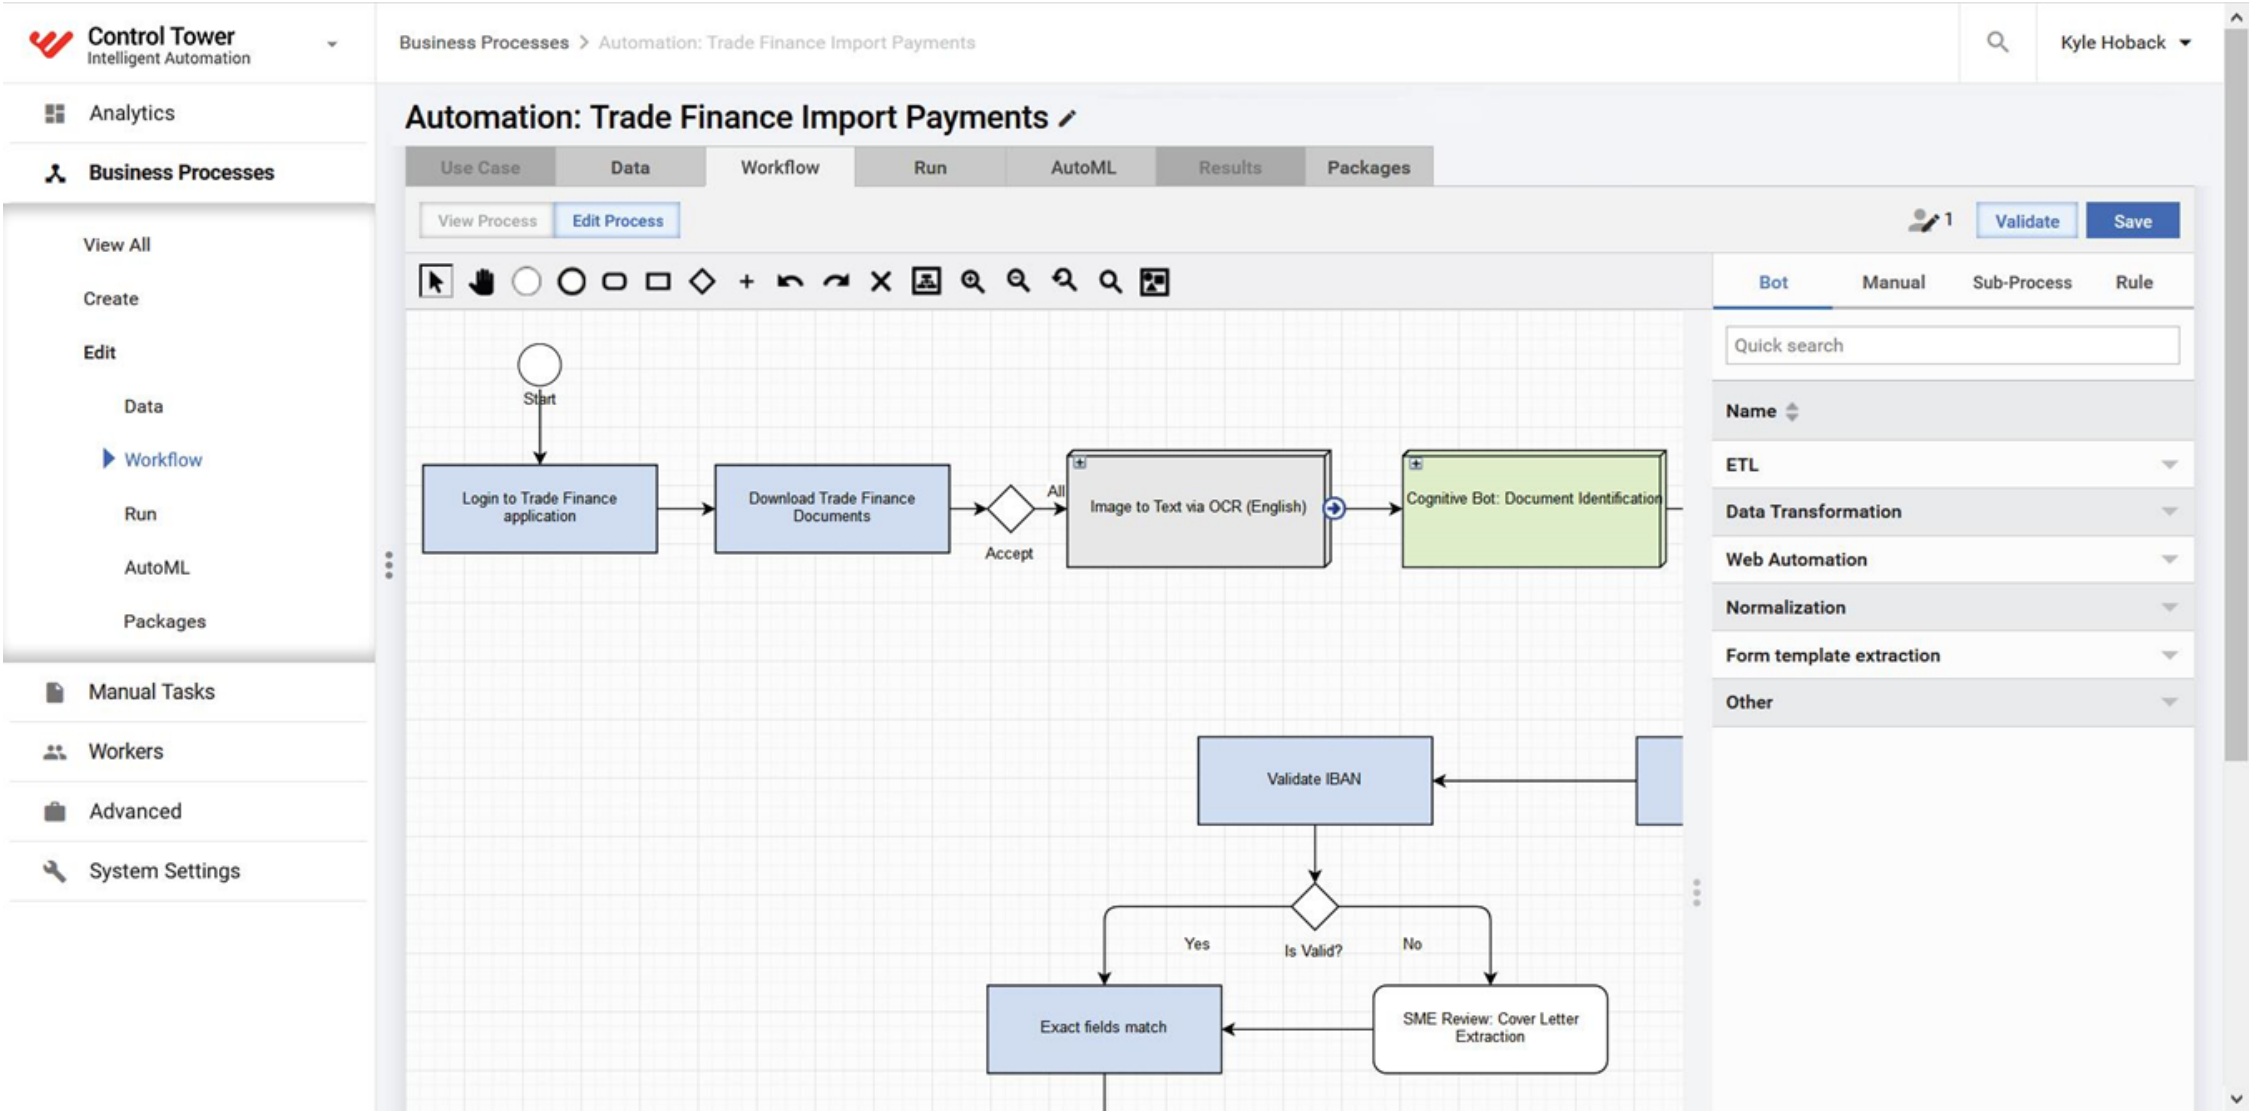 Control Tower
Intelligent Automation
Business Processes > Automation: Trade Finance Import Payments
Kyle Hoback
Analytics
Business Processes
View All
Create
Edit
Data
Workflow
Run
AutoML
Packages
Manual Tasks
Workers
Advanced
System Settings
Automation: Trade Finance Import Payments
Use Case Data Workflow Run AutoML Results Packages
View Process Edit Process
1 Validate Save
Start
Login to Trade Finance
application
Download Trade Finance
Documents
Accept
All
Image to Text via OCR (English)
Cognitive Bot: Document Identification
Validate IBAN
Yes
Is Valid?
No
Exact fields match
SME Review: Cover Letter
Extraction
Bot Manual Sub-Process Rule
Quick search
Name
ETL
Data Transformation
Web Automation
Normalization
Form template extraction
Other